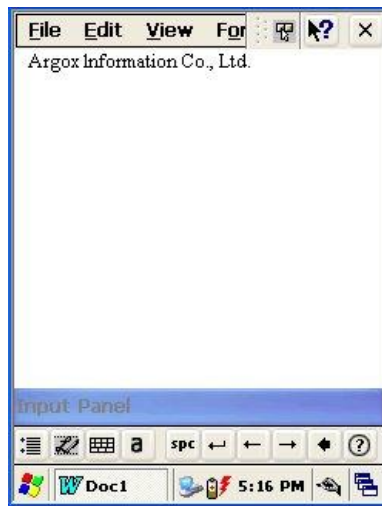 File Edit View For
Argox Information Co., Ltd.
Input Panel
a spc
Doc1 5:16 PM